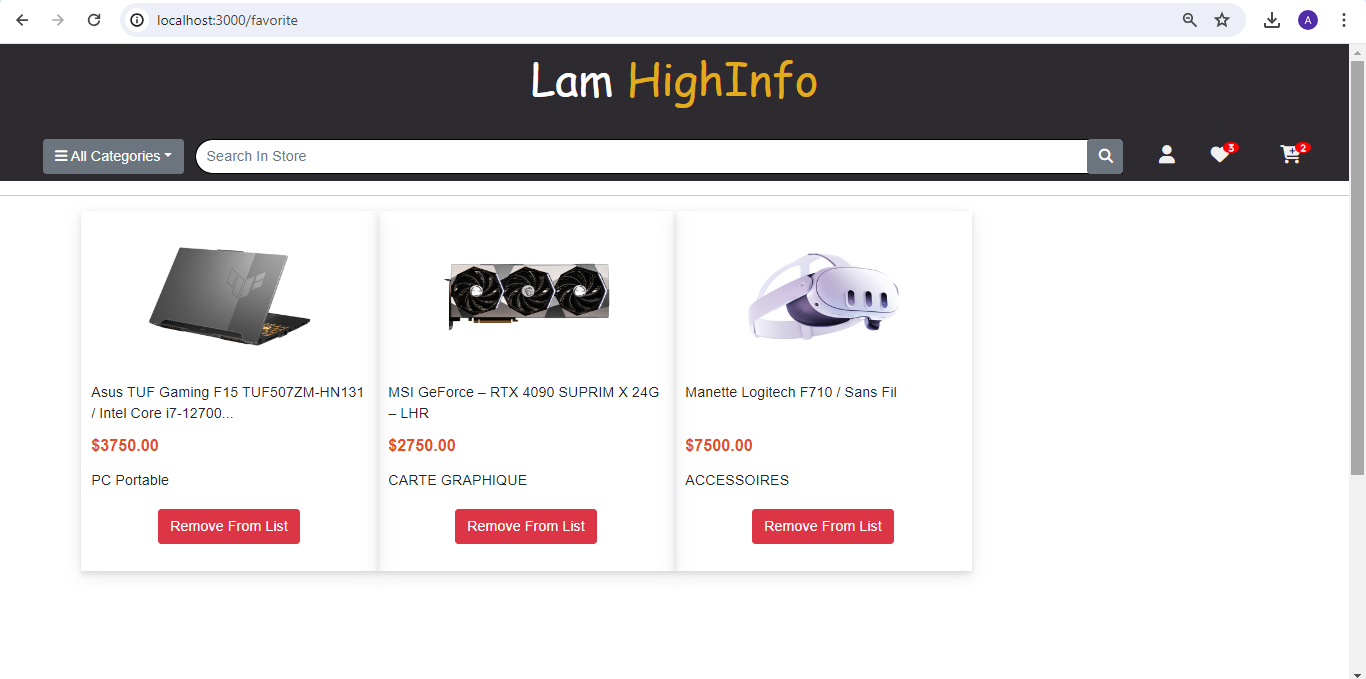 localhost:3000/favorite
A
Lam HighInfo
All Categories
Search In Store
3
2
Asus TUF Gaming F15 TUF507ZM-HN131
/ Intel Core i7-12700...
$3750.00
PC Portable
Remove From List
MSI GeForce – RTX 4090 SUPRIM X 24G
– LHR
$2750.00
CARTE GRAPHIQUE
Remove From List
Manette Logitech F710 / Sans Fil
$7500.00
ACCESSOIRES
Remove From List